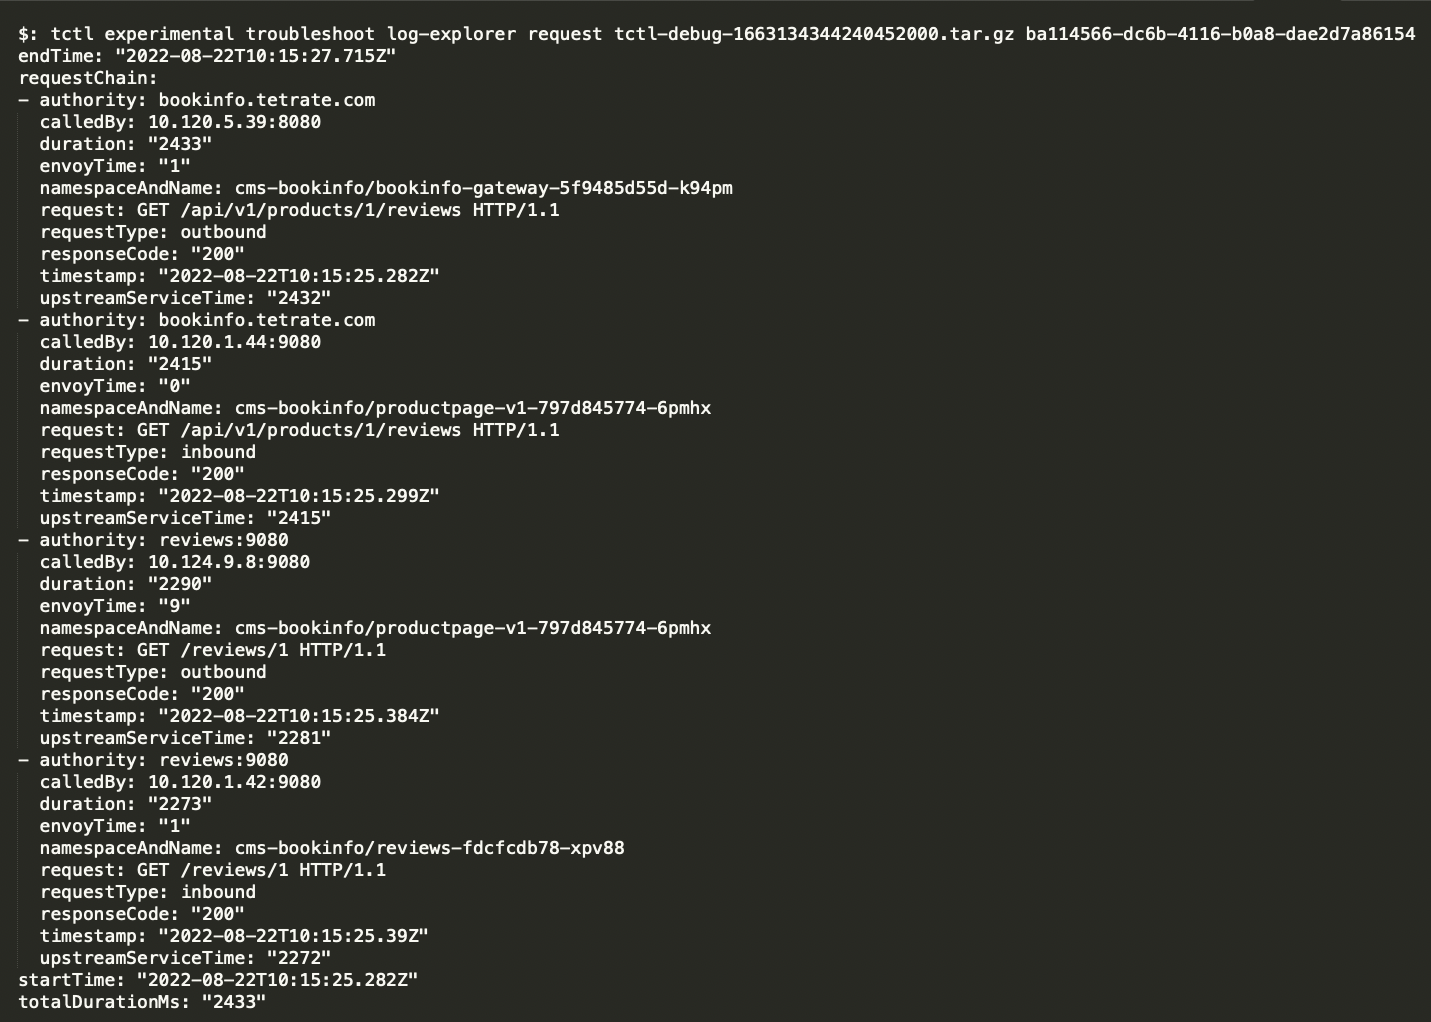 $: tctl experimental troubleshoot log-explorer request tctl-debug-1663134344240452000.tar.gz ba114566-dc6b-4116-b0a8-dae2d7a86154
endTime: "2022-08-22T10:15:27.715Z"
requestChain:
- authority: bookinfo.tetrate.com
  calledBy: 10.120.5.39:8080
  duration: "2433"
  envoyTime: "1"
  namespaceAndName: cms-bookinfo/bookinfo-gateway-5f9485d55d-k94pm
  request: GET /api/v1/products/1/reviews HTTP/1.1
  requestType: outbound
  responseCode: "200"
  timestamp: "2022-08-22T10:15:25.282Z"
  upstreamServiceTime: "2432"
- authority: bookinfo.tetrate.com
  calledBy: 10.120.1.44:9080
  duration: "2415"
  envoyTime: "0"
  namespaceAndName: cms-bookinfo/productpage-v1-797d845774-6pmhx
  request: GET /api/v1/products/1/reviews HTTP/1.1
  requestType: inbound
  responseCode: "200"
  timestamp: "2022-08-22T10:15:25.299Z"
  upstreamServiceTime: "2415"
- authority: reviews:9080
  calledBy: 10.124.9.8:9080
  duration: "2290"
  envoyTime: "9"
  namespaceAndName: cms-bookinfo/productpage-v1-797d845774-6pmhx
  request: GET /reviews/1 HTTP/1.1
  requestType: outbound
  responseCode: "200"
  timestamp: "2022-08-22T10:15:25.384Z"
  upstreamServiceTime: "2281"
- authority: reviews:9080
  calledBy: 10.120.1.42:9080
  duration: "2273"
  envoyTime: "1"
  namespaceAndName: cms-bookinfo/reviews-fdcfcdb78-xpv88
  request: GET /reviews/1 HTTP/1.1
  requestType: inbound
  responseCode: "200"
  timestamp: "2022-08-22T10:15:25.39Z"
  upstreamServiceTime: "2272"
startTime: "2022-08-22T10:15:25.282Z"
totalDurationMs: "2433"